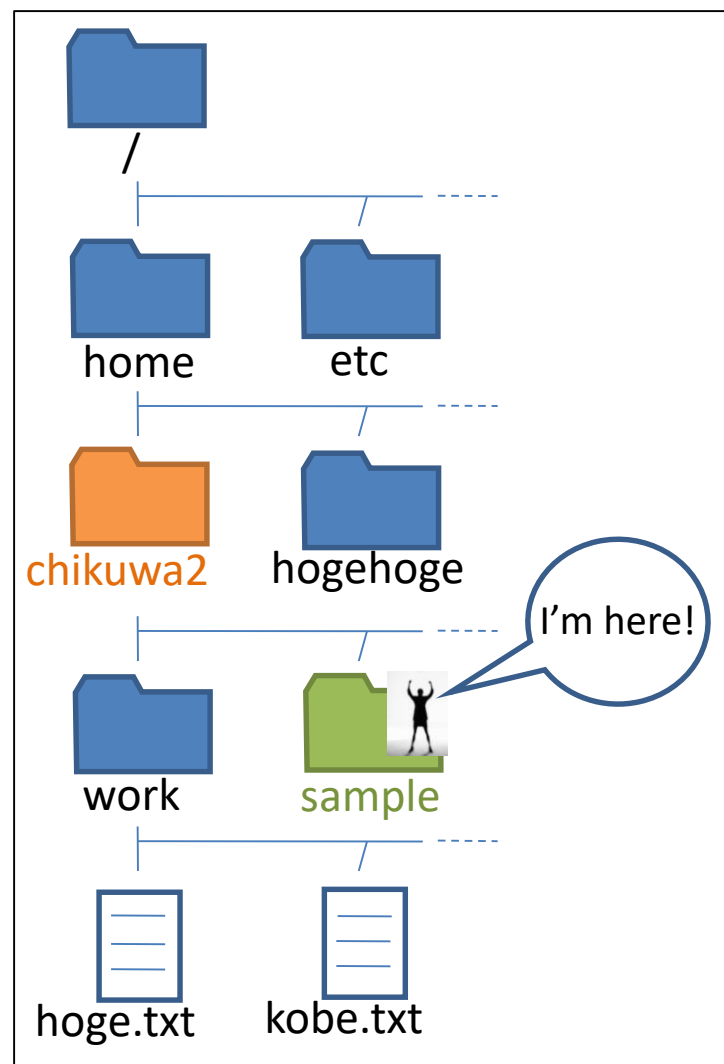 /
home
etc
chikuwa2
hogehoge
I’m here!
work
sample
hoge.txt
kobe.txt